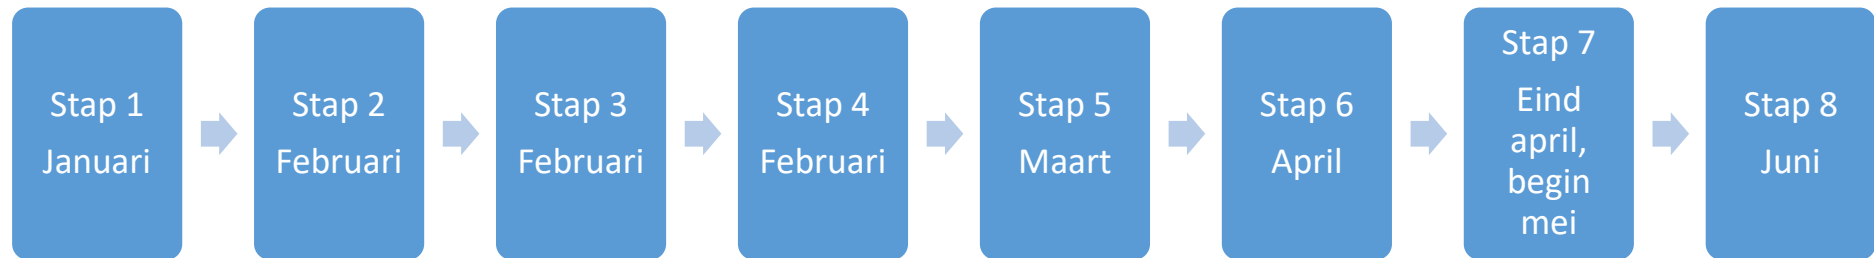 Stap 1
Januari
Stap 2
Februari
Stap 3
Februari
Stap 4
Februari
Stap 5
Maart
Stap 6
April
Stap 7
Eind
april,
begin
mei
Stap 8
Juni